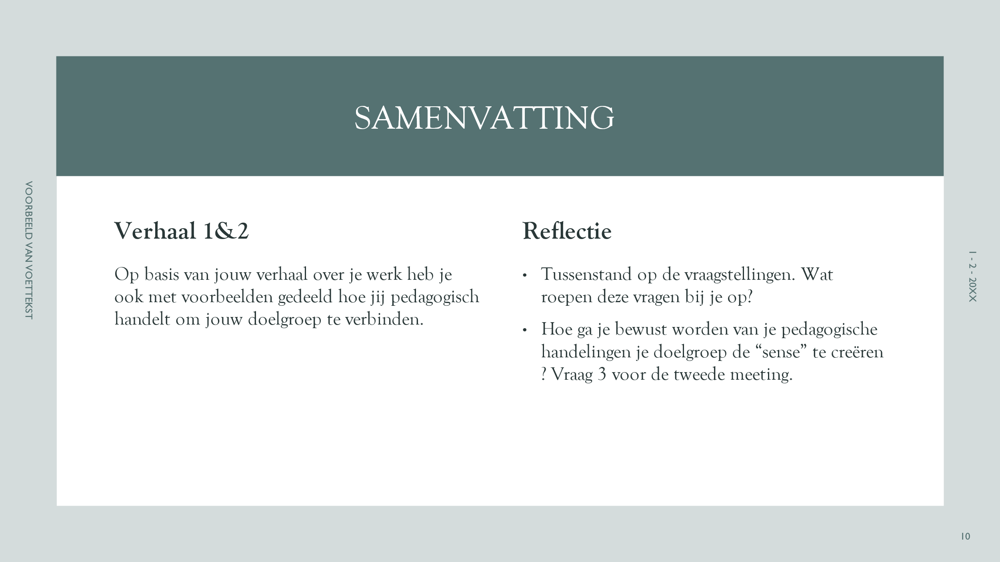 SAMENVATTING
Verhaal 1&2
Op basis van jouw verhaal over je werk heb je
ook met voorbeelden gedeeld hoe jij pedagogisch
handelt om jouw doelgroep te verbinden.
Reflectie
• Tussenstand op de vraagstellingen. Wat
roepen deze vragen bij je op?
• Hoe ga je bewust worden van je pedagogische
handelingen je doelgroep de “sense” te creëren
? Vraag 3 voor de tweede meeting.
VOORBEELD VAN VOETTEKST
1-2-20XX
10